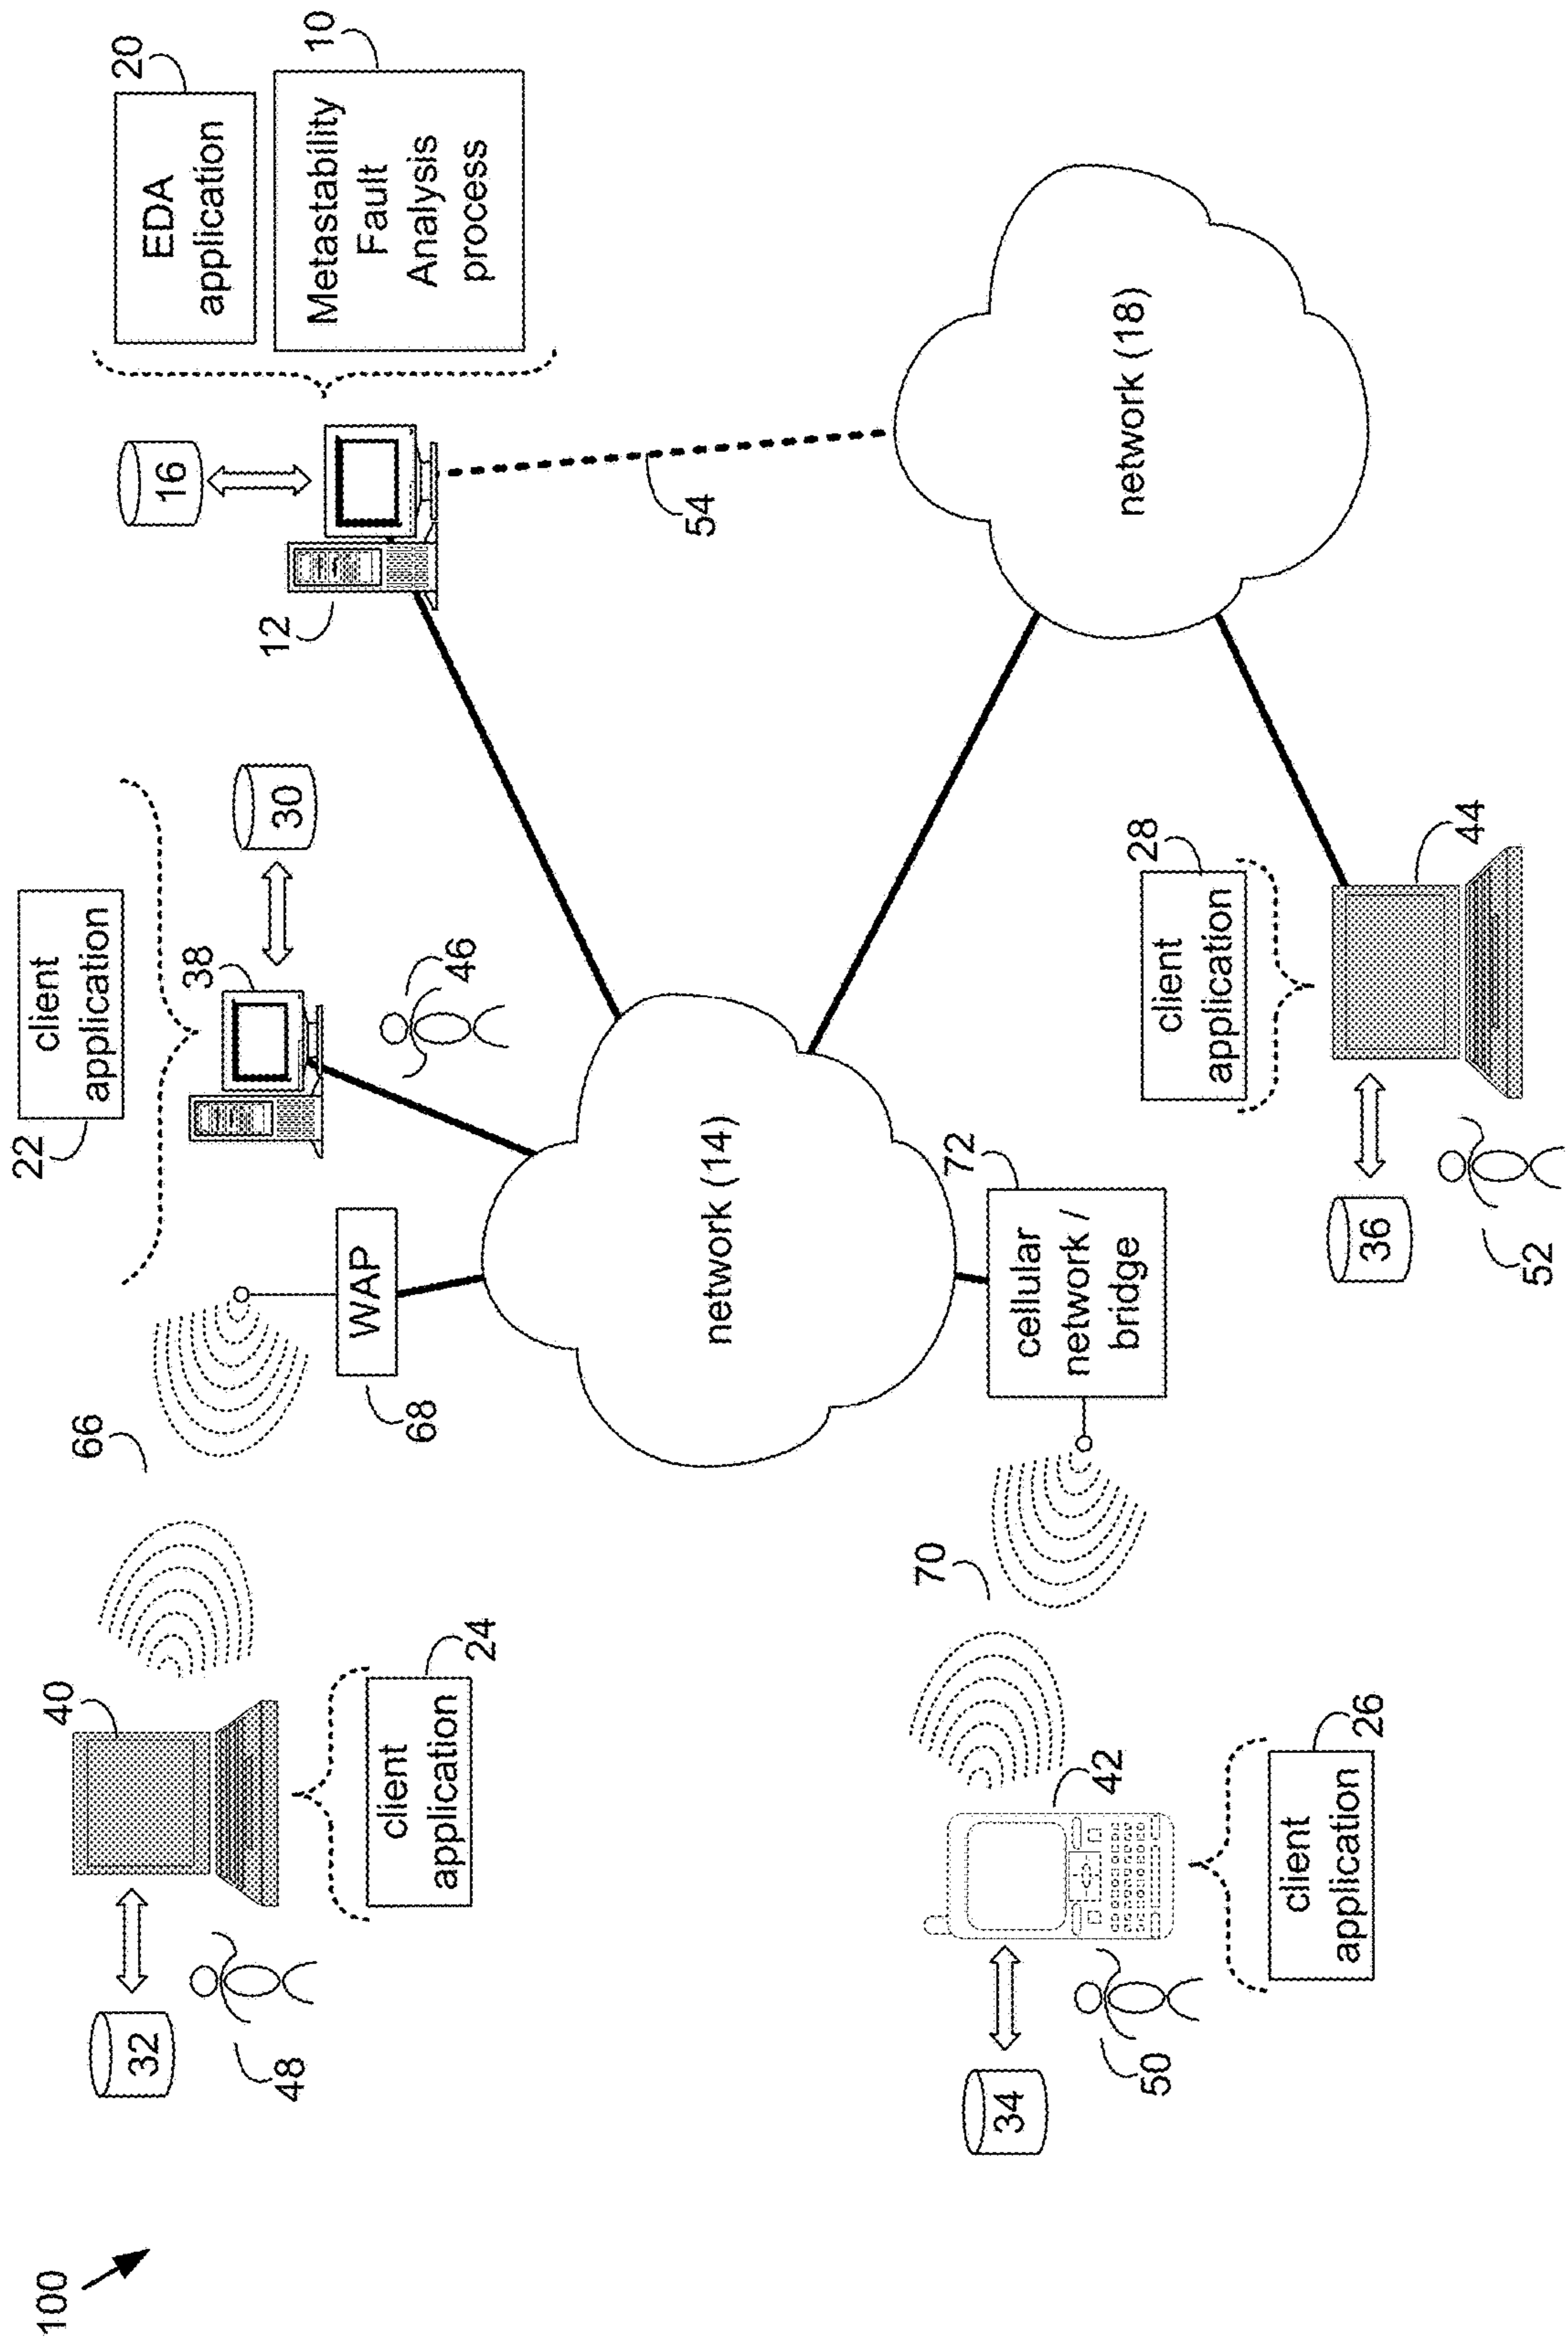 100
32
48
40
client
application
24
66
WAP
68
22
client
application
38
30
46
12
16
20
EDA
application
10
Metastability
Fault
Analysis
process
54
network (14)
network (18)
34
50
42
client
application
26
70
cellular
network /
bridge
72
36
52
client
application
28
44